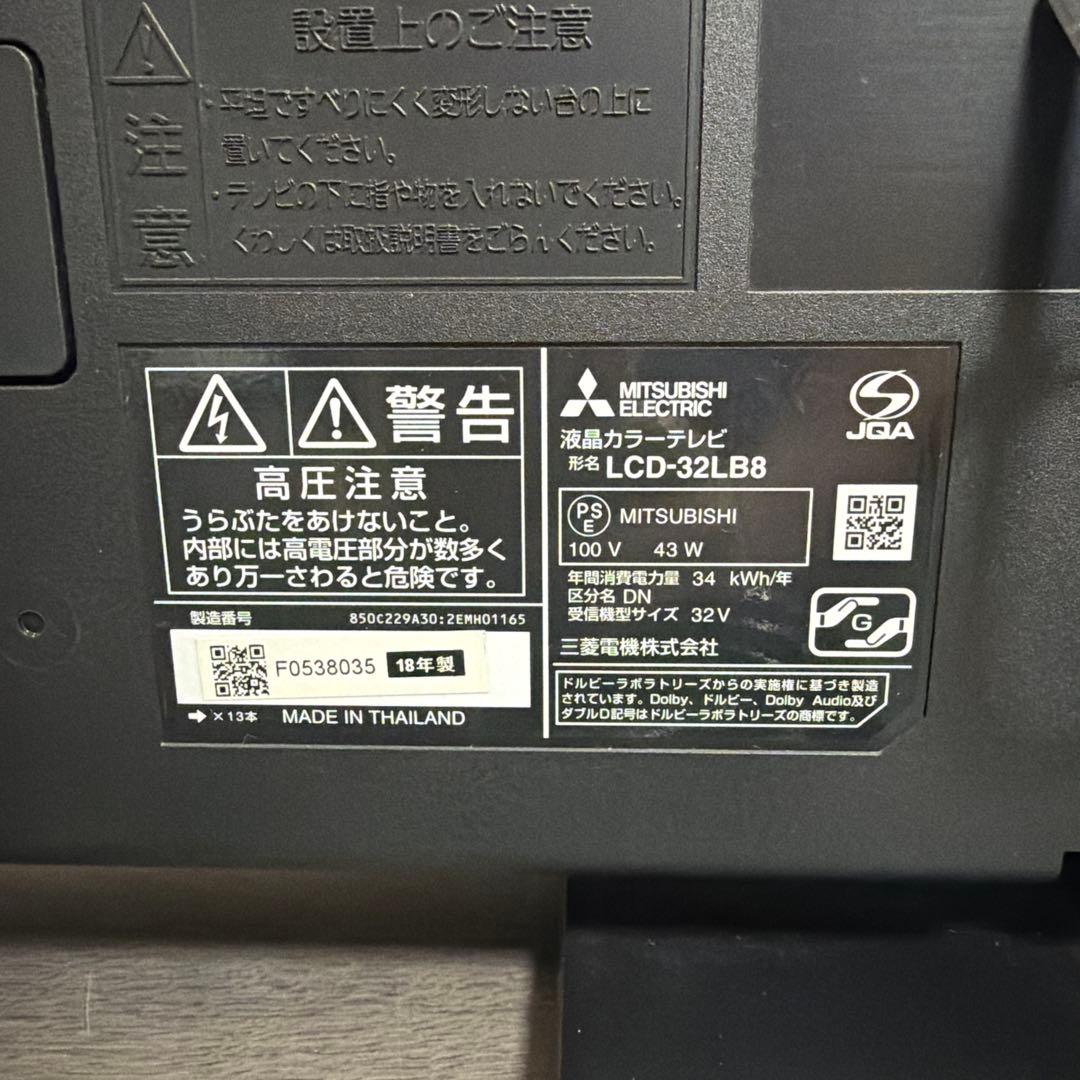 設置上のご注意
注意
・平坦ですべりにくく変形しない台の上に
置いてください。
・テレビの下に指や物を入れないでください。
くわしくは取扱説明書をごらんください。
警告
高圧注意
うらぶたをあけないこと。
内部には高電圧部分が数多く
あり万一さわると危険です。
製造番号 850C229A30:2EMH01165
F0538035 18年製
➡ ×13本 MADE IN THAILAND
MITSUBISHI
ELECTRIC
JQA
液晶カラーテレビ
形名 LCD-32LB8
PS
E
MITSUBISHI
100 V 43 W
年間消費電力量 34 kWh/年
区分名 DN
受信機型サイズ 32V
G
三菱電機株式会社
ドルビーラボラトリーズからの実施権に基づき製造
されています。Dolby、ドルビー、Dolby Audio及び
ダブルD記号はドルビーラボラトリーズの商標です。